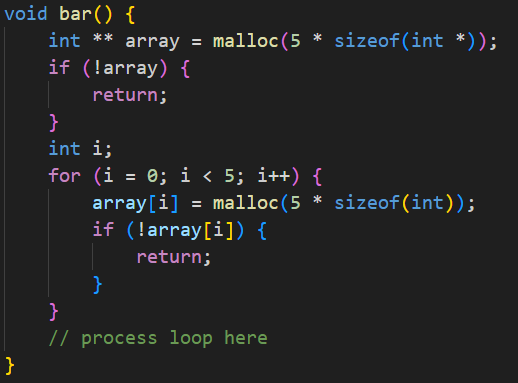 void bar() {
    int ** array = malloc(5 * sizeof(int *));
    if (!array) {
        return;
    }
    int i;
    for (i = 0; i < 5; i++) {
        array[i] = malloc(5 * sizeof(int));
        if (!array[i]) {
            return;
        }
    }
    // process loop here
}